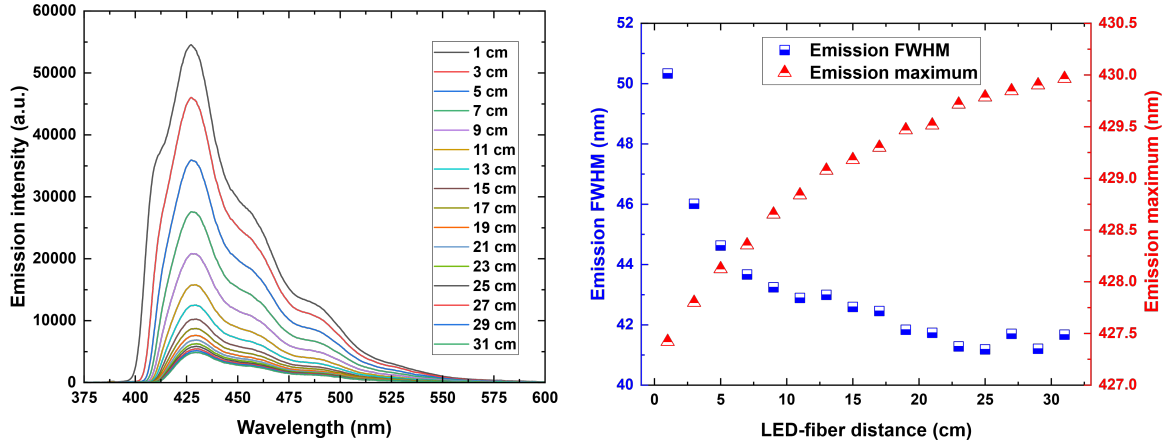 60000
50000
40000
30000
20000
10000
0
Emission intensity (a.u.)
375
400
425
450
475
500
525
550
575
600
Wavelength (nm)
1 cm
3 cm
5 cm
7 cm
9 cm
11 cm
13 cm
15 cm
17 cm
19 cm
21 cm
23 cm
25 cm
27 cm
29 cm
31 cm
52
50
48
46
44
42
40
Emission FWHM (nm)
Emission FWHM
Emission maximum
0
5
10
15
20
25
30
LED-fiber distance (cm)
430.5
430.0
429.5
429.0
428.5
428.0
427.5
427.0
Emission maximum (nm)